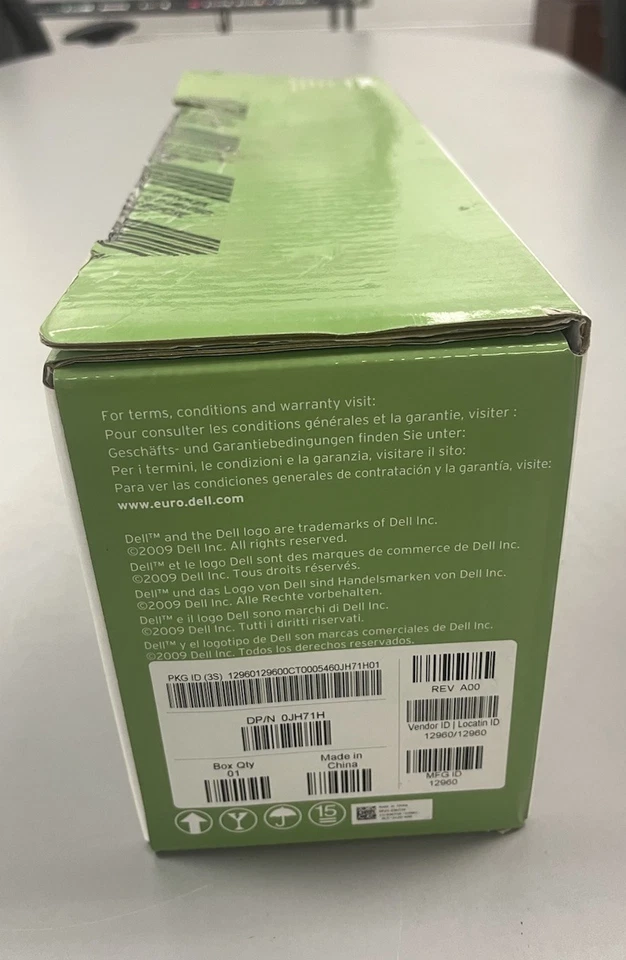 For terms, conditions and warranty visit:
Pour consulter les conditions générales et la garantie, visiter :
Geschäfts- und Garantiebedingungen finden Sie unter:
Per i termini, le condizioni e la garanzia, visitare il sito:
Para ver las condiciones generales de contratación y la garantía, visite:
www.euro.dell.com
Dell™ and the Dell logo are trademarks of Dell Inc.
©2009 Dell Inc. All rights reserved.
Dell™ et le logo Dell sont des marques de commerce de Dell Inc.
©2009 Dell Inc. Tous droits réservés.
Dell™ und das Logo von Dell sind Handelsmarken von Dell Inc.
©2009 Dell Inc. Alle Rechte vorbehalten.
Dell™ e il logo Dell sono marchi di Dell Inc.
©2009 Dell Inc. Tutti i diritti riservati.
Dell™ y el logotipo de Dell son marcas comerciales de Dell Inc.
©2009 Dell Inc. Todos los derechos reservados.
PKG ID (3S) 12960129600CT0005460JH71H01
DP/N 0JH71H
Box Qty
01
Made in
China
REV A00
Vendor ID | Locatin ID
12960/12960
MFG ID
12960
15